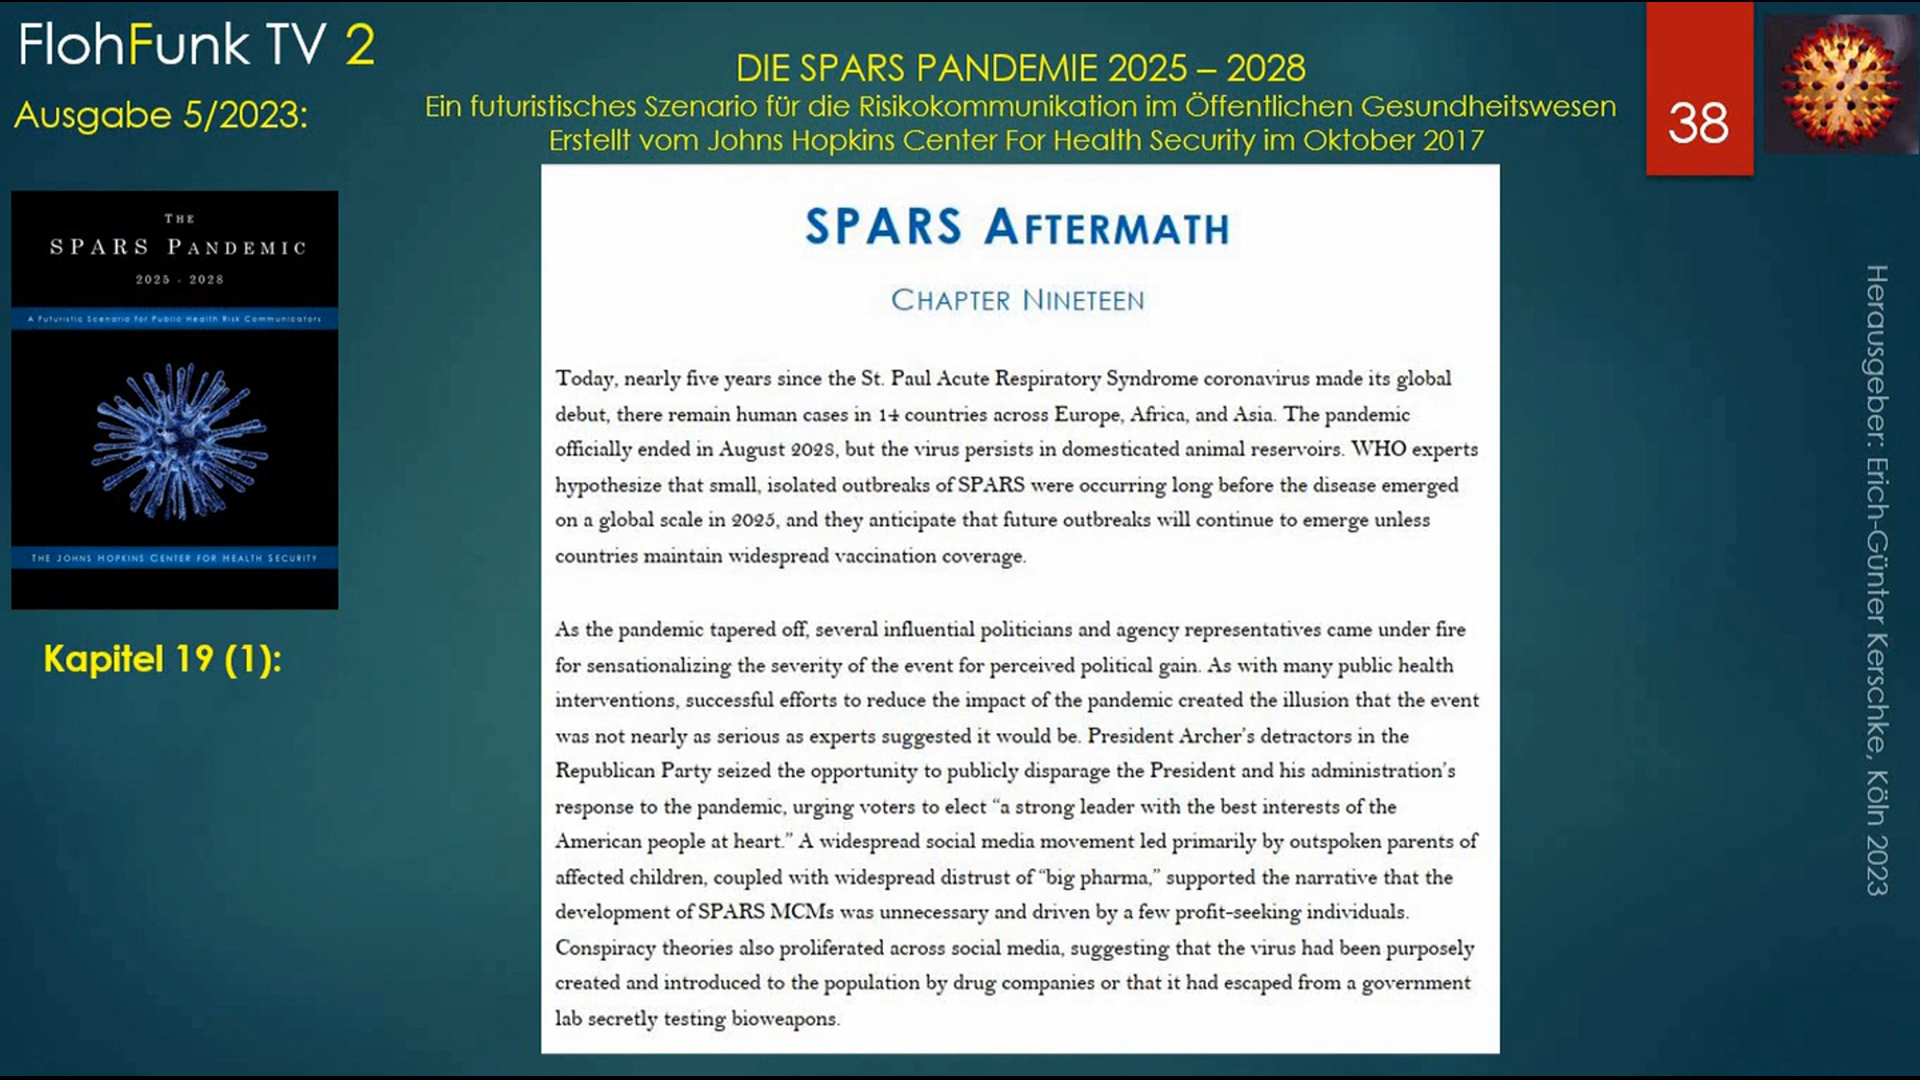 FlohFunk TV 2
Ausgabe 5/2023:
DIE SPARS PANDEMIE 2025 – 2028
Ein futuristisches Szenario für die Risikokommunikation im Öffentlichen Gesundheitswesen
Erstellt vom Johns Hopkins Center For Health Security im Oktober 2017
38
THE
SPARS PANDEMIC
2025 - 2028
A Futuristic Scenario for Public Health Risk Communicators
THE JOHNS HOPKINS CENTER FOR HEALTH SECURITY
Kapitel 19 (1):
SPARS AFTERMATH
CHAPTER NINETEEN
Today, nearly five years since the St. Paul Acute Respiratory Syndrome coronavirus made its global
debut, there remain human cases in 14 countries across Europe, Africa, and Asia. The pandemic
officially ended in August 2028, but the virus persists in domesticated animal reservoirs. WHO experts
hypothesize that small, isolated outbreaks of SPARS were occurring long before the disease emerged
on a global scale in 2025, and they anticipate that future outbreaks will continue to emerge unless
countries maintain widespread vaccination coverage.
As the pandemic tapered off, several influential politicians and agency representatives came under fire
for sensationalizing the severity of the event for perceived political gain. As with many public health
interventions, successful efforts to reduce the impact of the pandemic created the illusion that the event
was not nearly as serious as experts suggested it would be. President Archer's detractors in the
Republican Party seized the opportunity to publicly disparage the President and his administration's
response to the pandemic, urging voters to elect “a strong leader with the best interests of the
American people at heart.” A widespread social media movement led primarily by outspoken parents of
affected children, coupled with widespread distrust of “big pharma,” supported the narrative that the
development of SPARS MCMs was unnecessary and driven by a few profit-seeking individuals.
Conspiracy theories also proliferated across social media, suggesting that the virus had been purposely
created and introduced to the population by drug companies or that it had escaped from a government
lab secretly testing bioweapons.
Herausgeber: Erich-Günter Kerschke, Köln 2023